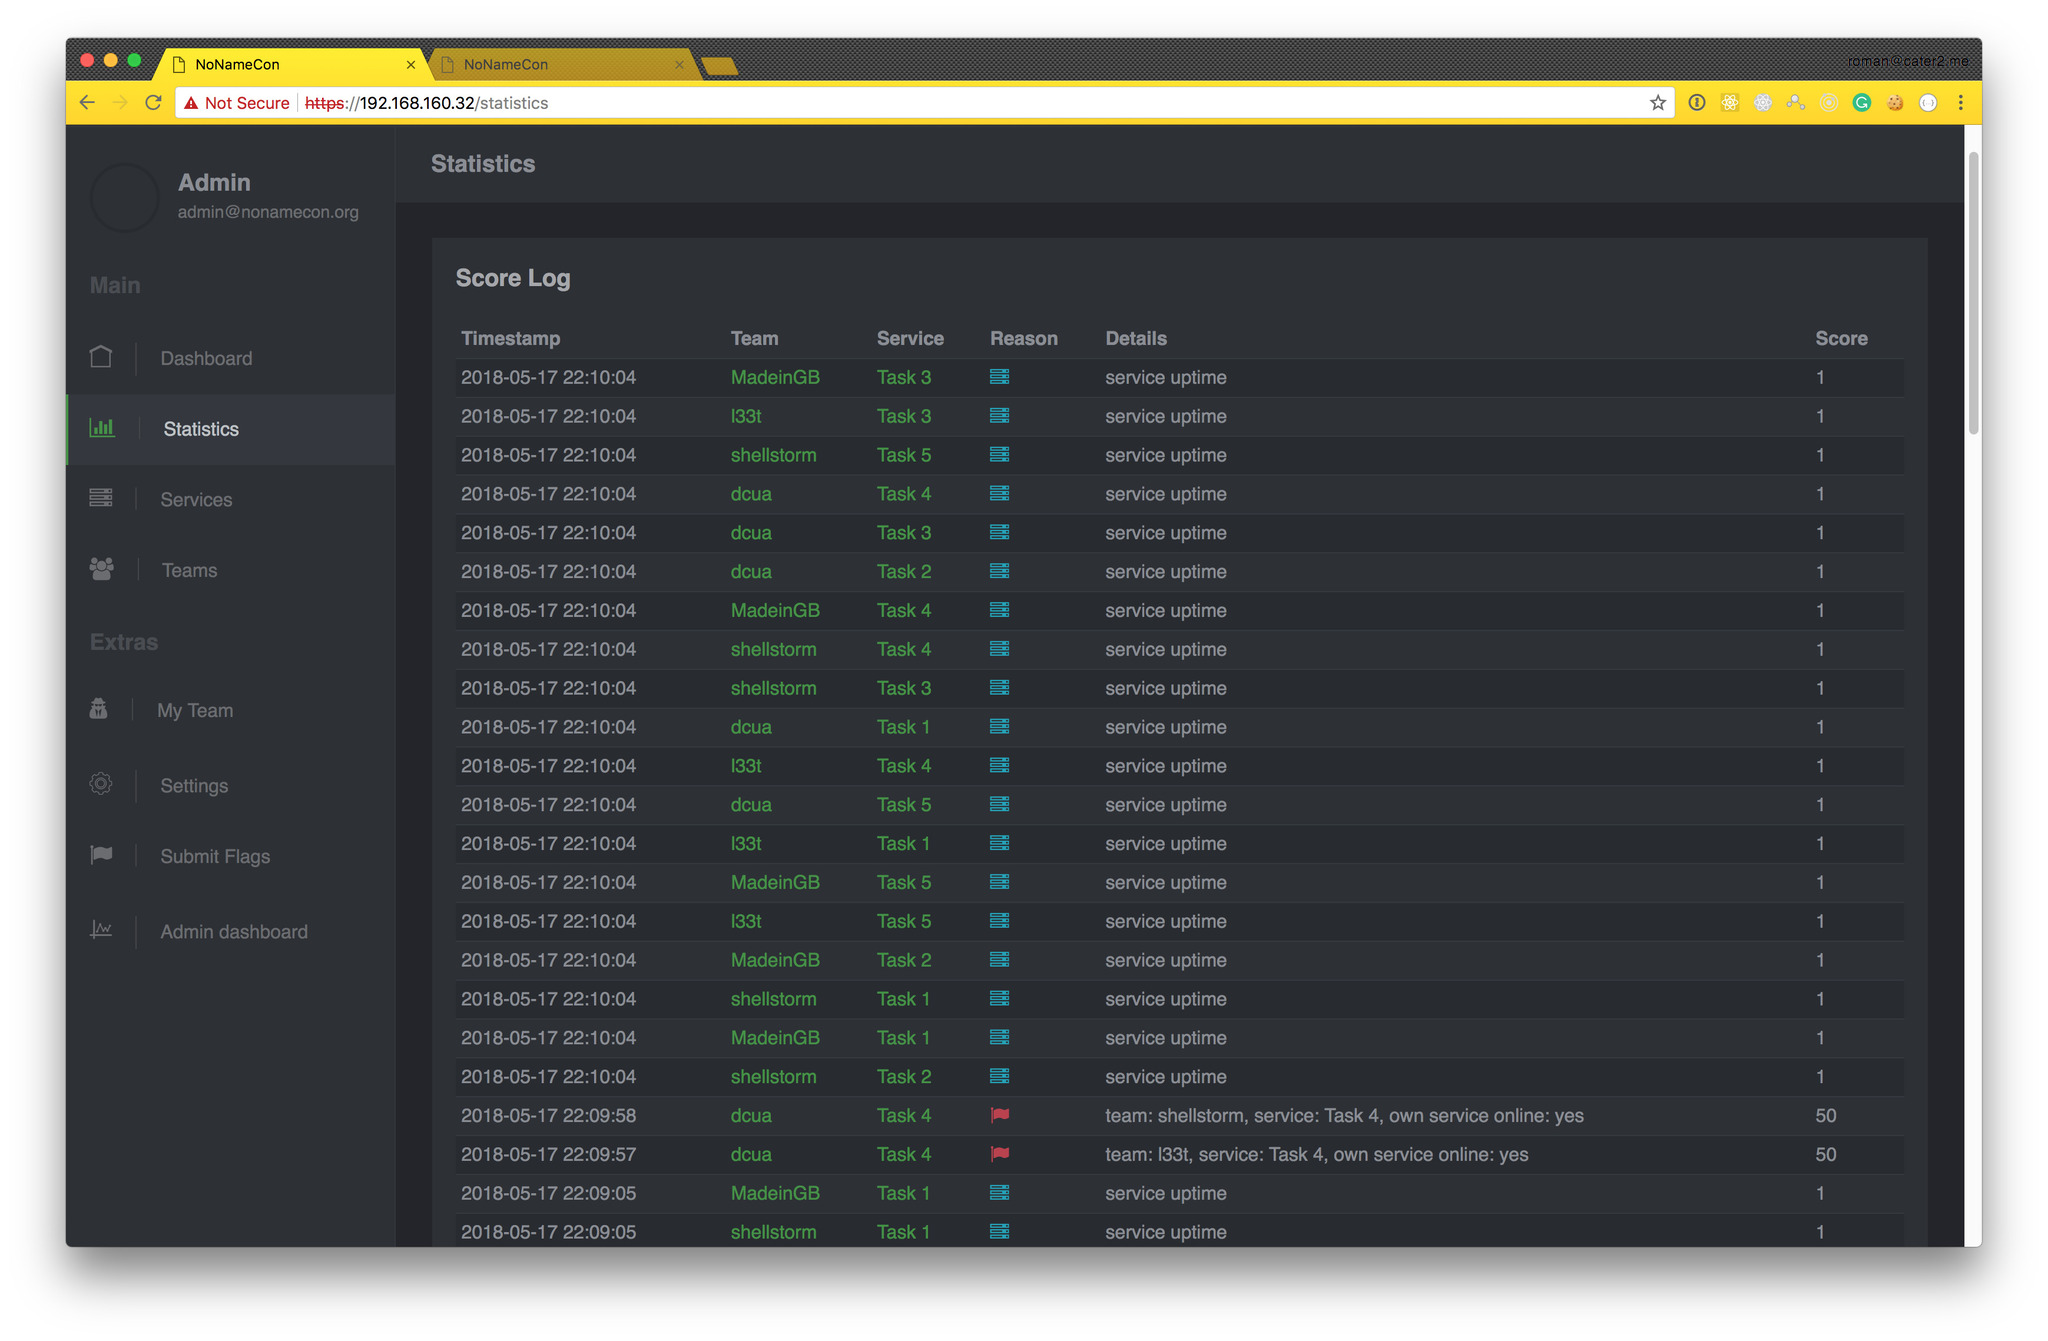 NoNameCon
NoNameCon
roman@cater2.me
Not Secure https://192.168.160.32/statistics
Admin
admin@nonamecon.org
Main
Dashboard
Statistics
Services
Teams
Extras
My Team
Settings
Submit Flags
Admin dashboard
Statistics
Score Log
Timestamp Team Service Reason Details Score
2018-05-17 22:10:04 MadeinGB Task 3 service uptime 1
2018-05-17 22:10:04 l33t Task 3 service uptime 1
2018-05-17 22:10:04 shellstorm Task 5 service uptime 1
2018-05-17 22:10:04 dcua Task 4 service uptime 1
2018-05-17 22:10:04 dcua Task 3 service uptime 1
2018-05-17 22:10:04 dcua Task 2 service uptime 1
2018-05-17 22:10:04 MadeinGB Task 4 service uptime 1
2018-05-17 22:10:04 shellstorm Task 4 service uptime 1
2018-05-17 22:10:04 shellstorm Task 3 service uptime 1
2018-05-17 22:10:04 dcua Task 1 service uptime 1
2018-05-17 22:10:04 l33t Task 4 service uptime 1
2018-05-17 22:10:04 dcua Task 5 service uptime 1
2018-05-17 22:10:04 l33t Task 1 service uptime 1
2018-05-17 22:10:04 MadeinGB Task 5 service uptime 1
2018-05-17 22:10:04 l33t Task 5 service uptime 1
2018-05-17 22:10:04 MadeinGB Task 2 service uptime 1
2018-05-17 22:10:04 shellstorm Task 1 service uptime 1
2018-05-17 22:10:04 MadeinGB Task 1 service uptime 1
2018-05-17 22:10:04 shellstorm Task 2 service uptime 1
2018-05-17 22:09:58 dcua Task 4 team: shellstorm, service: Task 4, own service online: yes 50
2018-05-17 22:09:57 dcua Task 4 team: l33t, service: Task 4, own service online: yes 50
2018-05-17 22:09:05 MadeinGB Task 1 service uptime 1
2018-05-17 22:09:05 shellstorm Task 1 service uptime 1